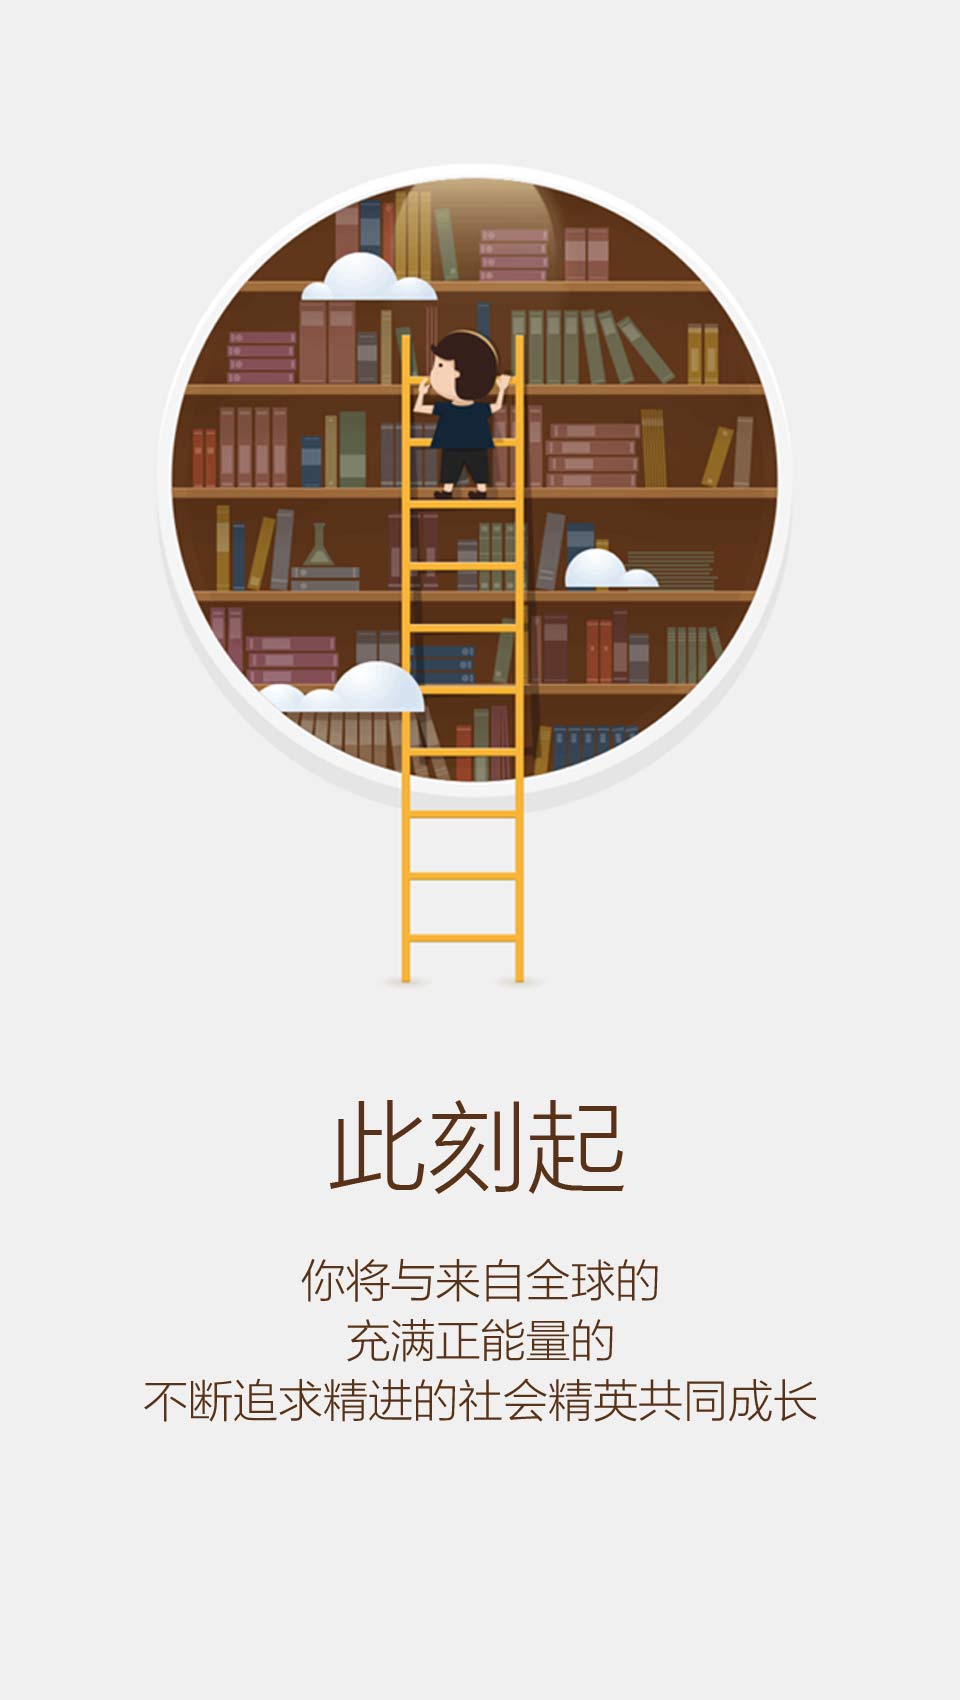 此刻起
你将与来自全球的
充满正能量的
不断追求精进的社会精英共同成长